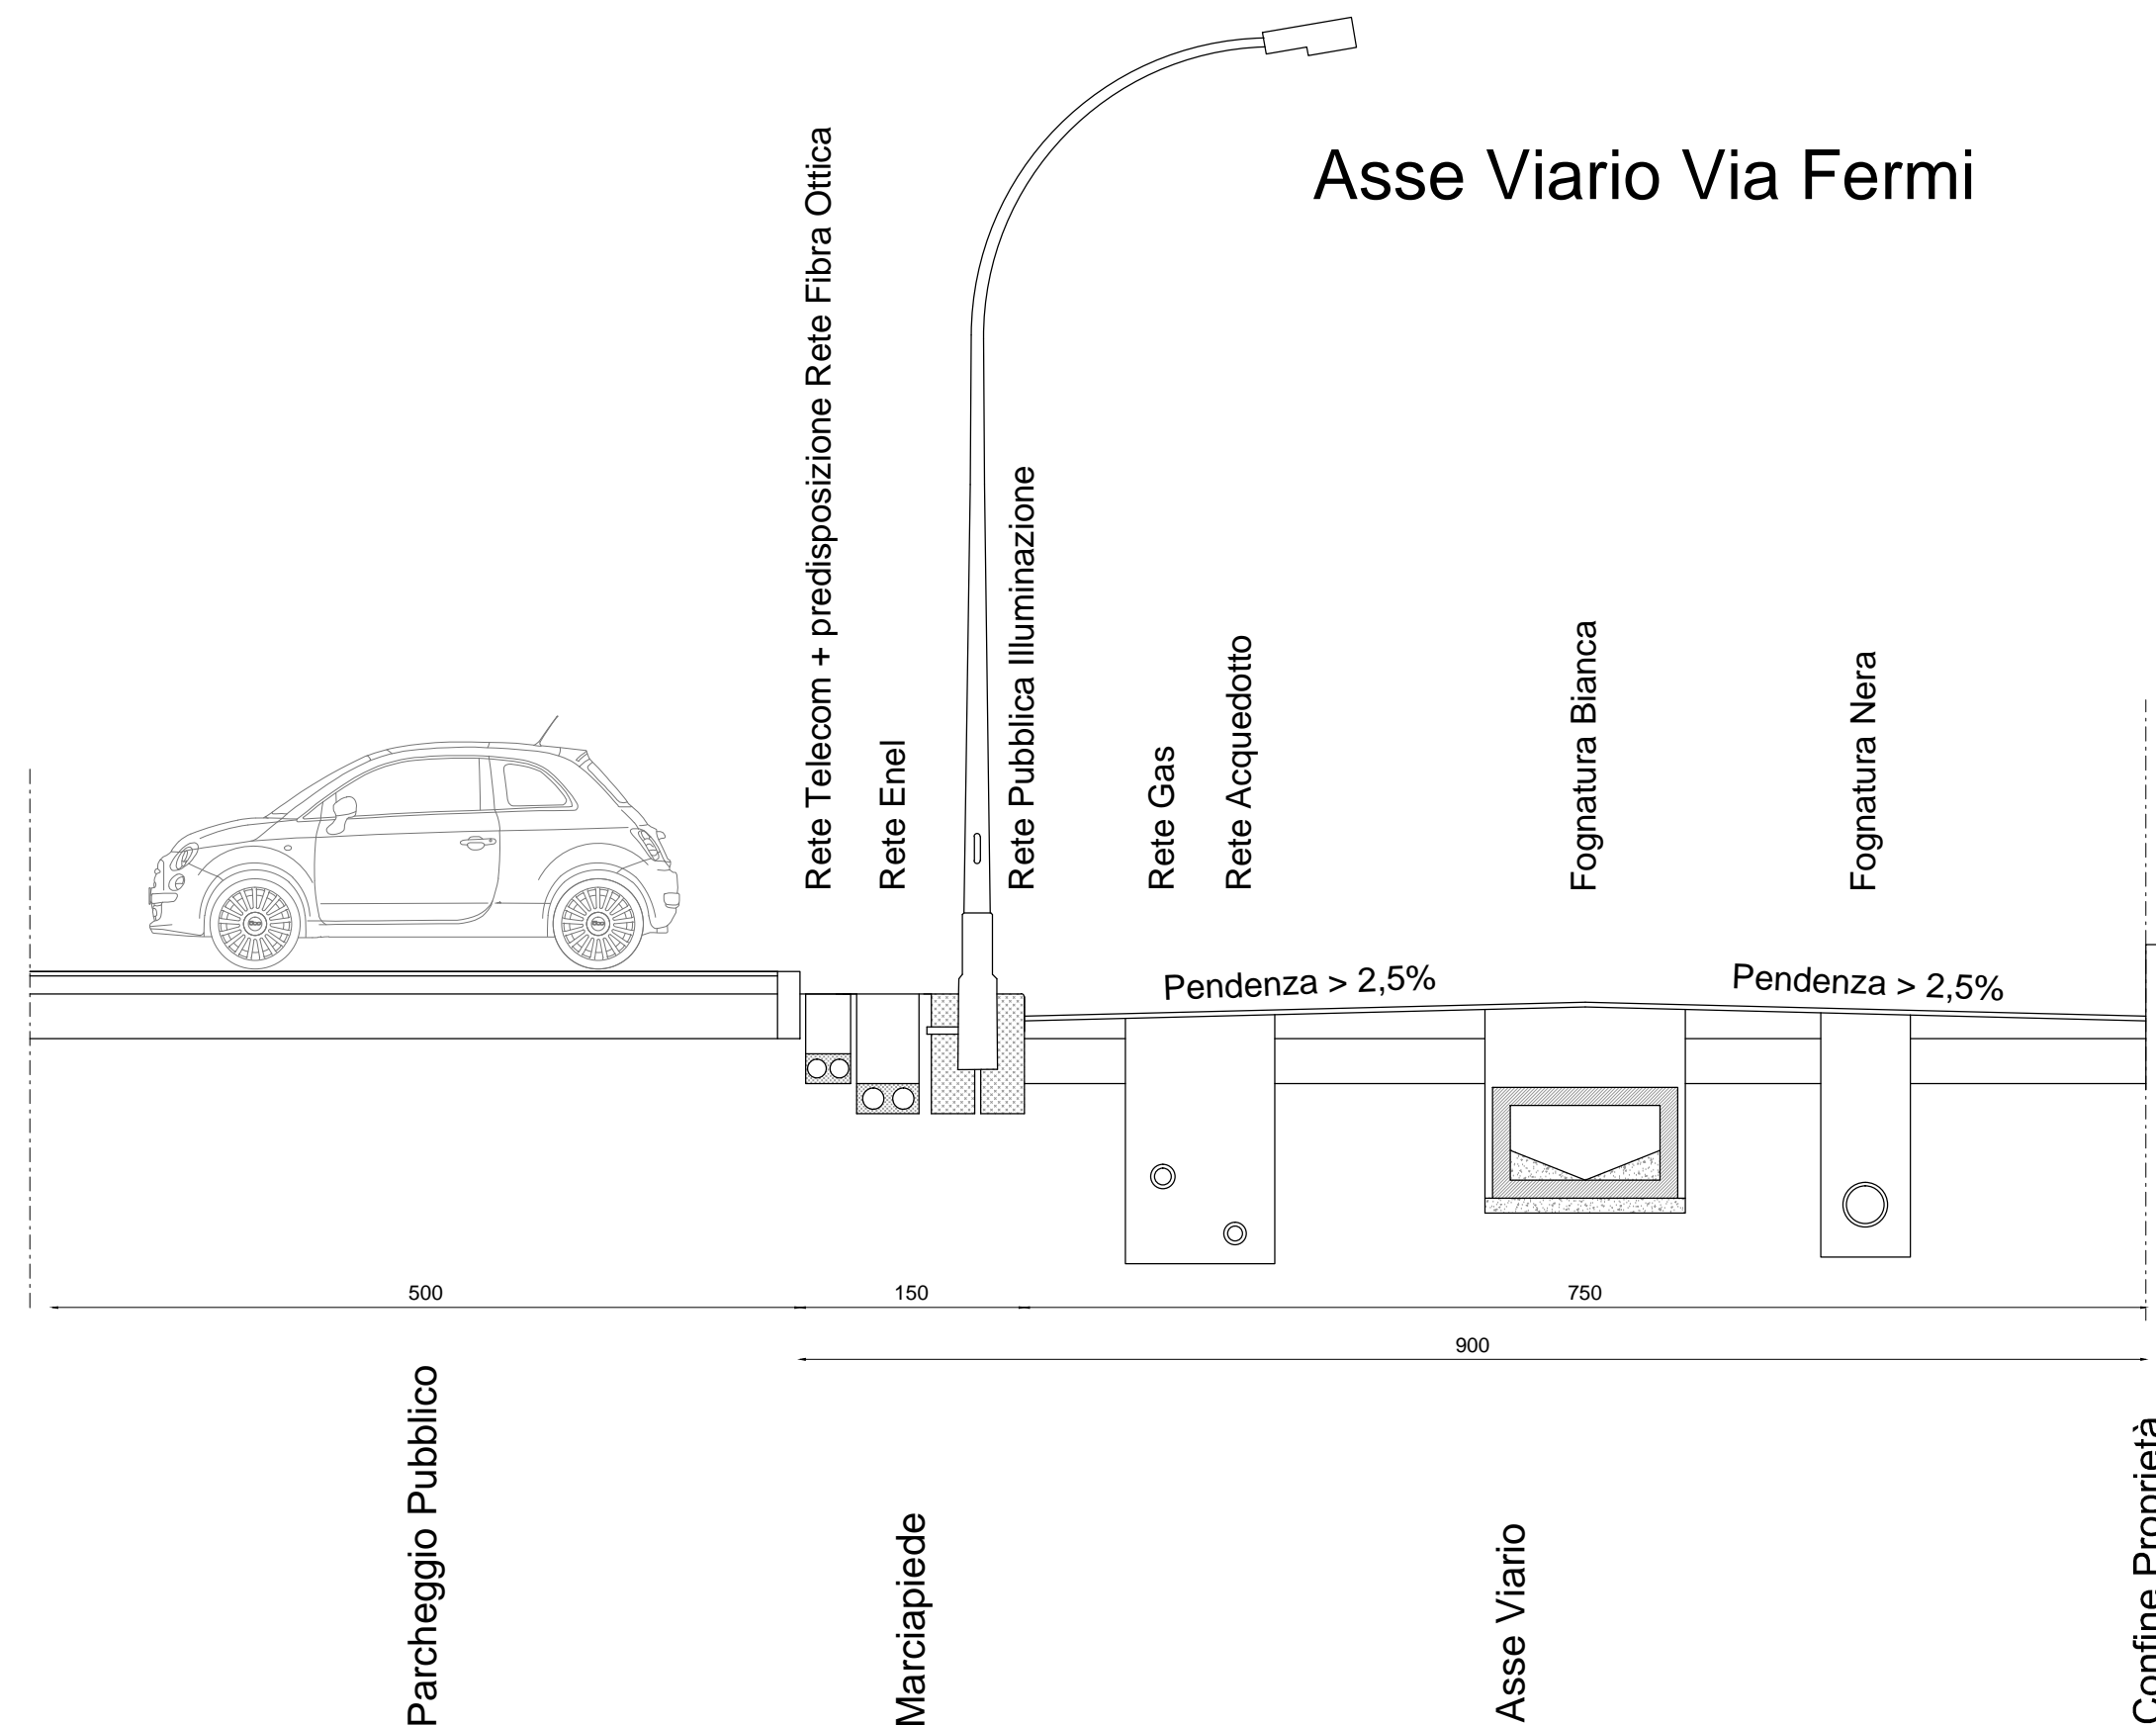 Asse Viario Via Fermi
Rete Telecom + predisposizione Rete Fibra Ottica
Rete Enel
Rete Pubblica Illuminazione
Rete Gas
Rete Acquedotto
Fognatura Bianca
Fognatura Nera
Pendenza > 2,5%
Pendenza > 2,5%
500
150
750
900
Parcheggio Pubblico
Marciapiede
Asse Viario
Confine Proprietà